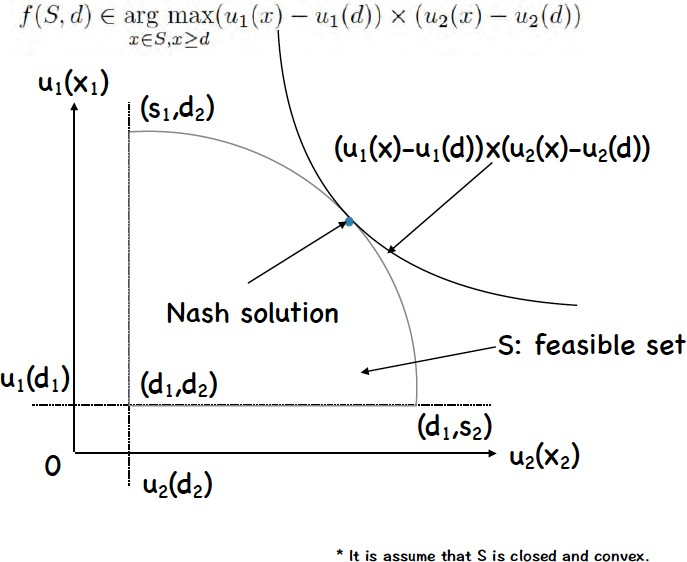 f(S, d) ∈ arg max(u₁(x) − u₁(d)) × (u₂(x) − u₂(d))
x∈S,x≥d
u₁(x₁)
(s₁,d₂)
(u₁(x)-u₁(d))x(u₂(x)-u₂(d))
Nash solution
S: feasible set
u₁(d₁)
(d₁,d₂)
(d₁,s₂)
0
u₂(x₂)
u₂(d₂)
* It is assume that S is closed and convex.